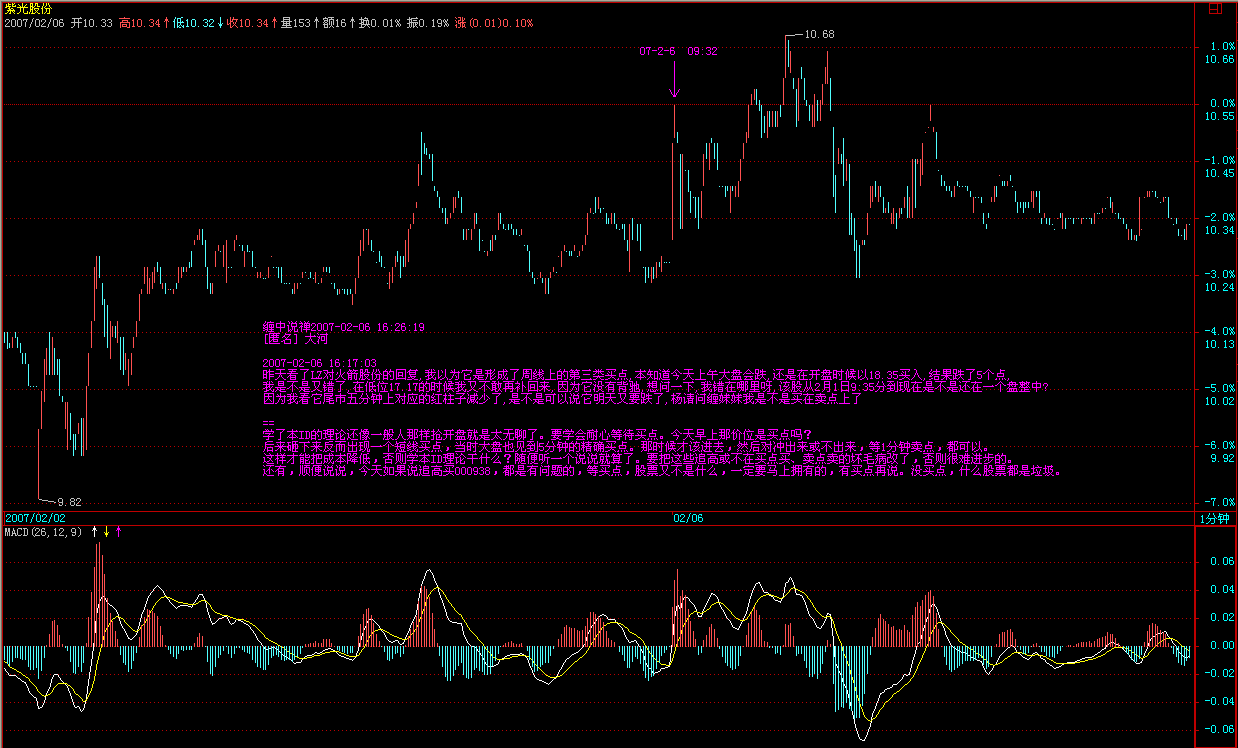 紫光股份
2007/02/06 开10.33 高10.34↑低10.32↓收10.34↑量153↑额16↑换0.01% 振0.19% 涨(0.01)0.10%
10.68
07-2-6 09:32
1.0%
10.66
0.0%
10.55
-1.0%
10.45
-2.0%
10.34
-3.0%
10.24
-4.0%
10.13
-5.0%
10.02
-6.0%
9.92
-7.0%
缠中说禅2007-02-06 16:26:19
[匿名] 大河
2007-02-06 16:17:03
昨天看了LZ对火箭股份的回复,我以为它是形成了周线上的第三类买点,本知道今天上午大盘会跌,还是在开盘时候以18.35买入,结果跌了5个点,
我是不是又错了,在低位17.17的时候我又不敢再补回来,因为它没有背驰,想问一下,我错在哪里呀,该股从2月1日9:35分到现在是不是还在一个盘整中?
因为我看它尾市五分钟上对应的红柱子减少了,是不是可以说它明天又要跌了,杨请问缠妹妹我是不是买在卖点上了
==
学了本ID的理论还像一般人那样抢开盘就是太无聊了。要学会耐心等待买点。今天早上那价位是买点吗?
后来砸下来反而出现一个短线买点，当时大盘也见到5分钟的精确买点。那时候才该进去，然后对冲出来或不出来，等1分钟卖点，都可以。
这样才能把成本降低，否则学本ID理论干什么?随便听一个说说就算了。要把这些追高或不在买点买、卖点卖的坏毛病改了，否则很难进步的。
还有，顺便说说，今天如果说追高买000938，都是有问题的，等买点，股票又不是什么，一定要马上拥有的，有买点再说。没买点，什么股票都是垃圾。
9.82
2007/02/02
02/06
1分钟
MACD(26,12,9) ↑ ↓ ↑
0.06
0.04
0.02
0.00
-0.02
-0.04
-0.06